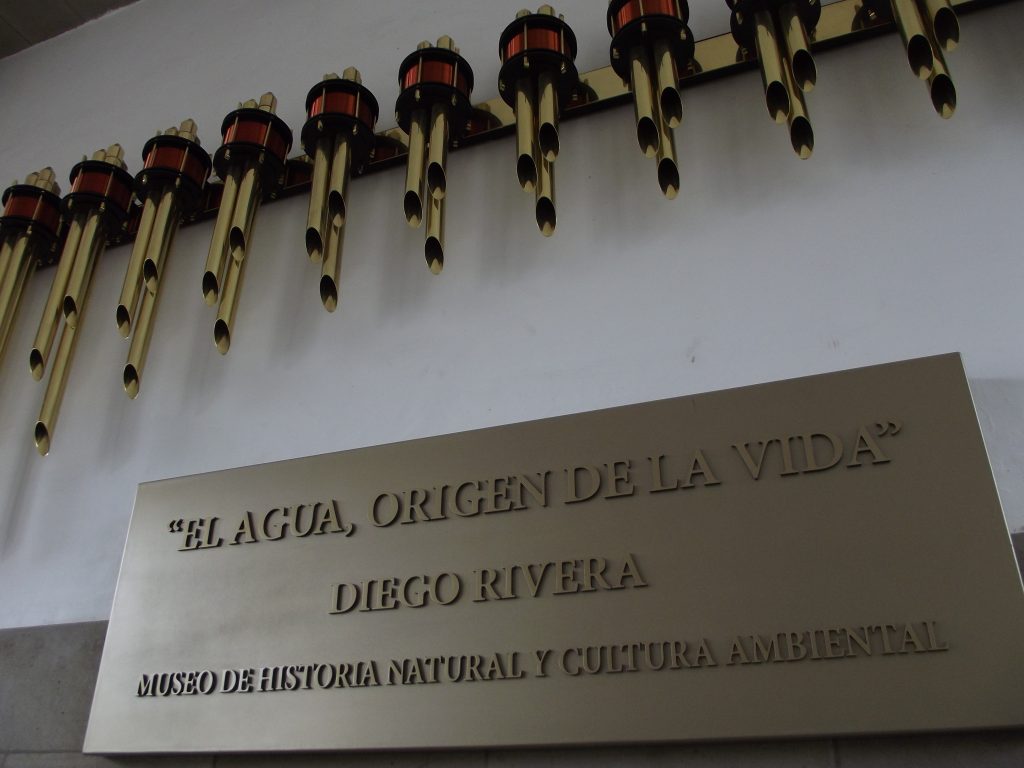 “EL AGUA, ORIGEN DE LA VIDA”
DIEGO RIVERA
MUSEO DE HISTORIA NATURAL Y CULTURA AMBIENTAL